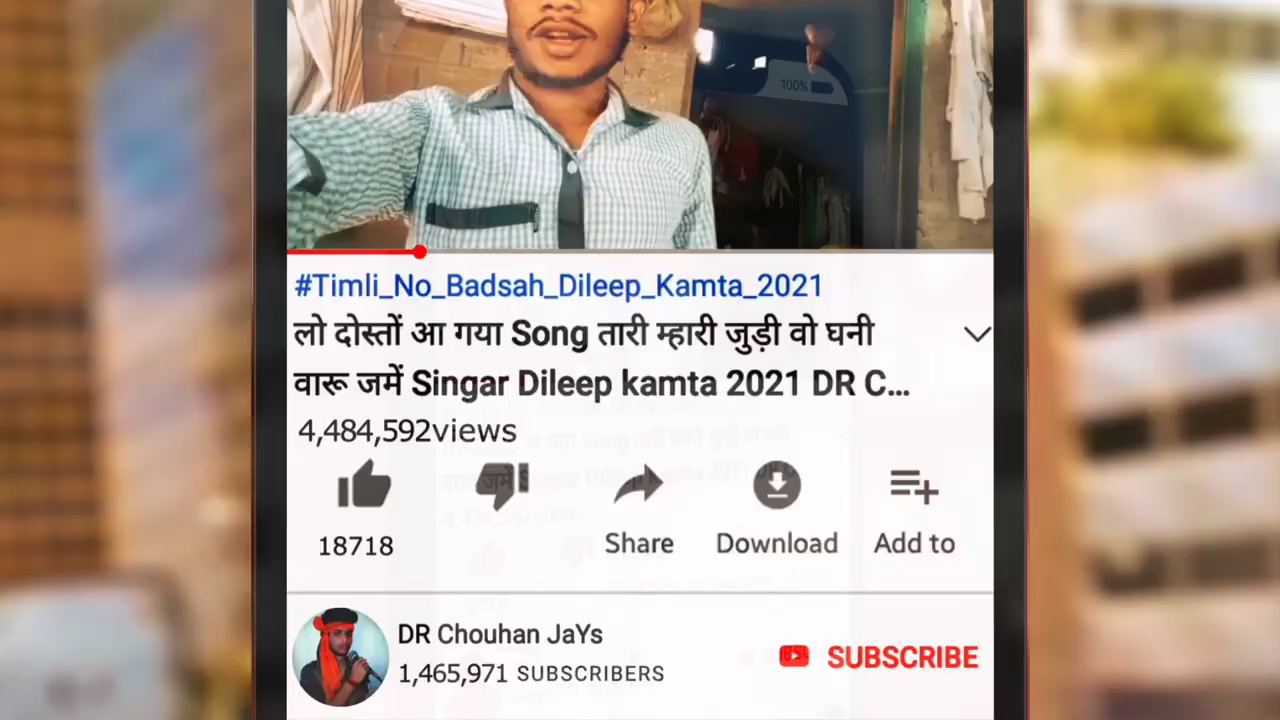 100%
#Timli_No_Badsah_Dileep_Kamta_2021
लो दोस्तों आ गया Song तारी म्हारी जुड़ी वो घनी
वारू जमें Singar Dileep kamta 2021 DR C...
4,484,592views
18718
Share
Download
Add to
DR Chouhan JaYs
1,465,971 SUBSCRIBERS
SUBSCRIBE